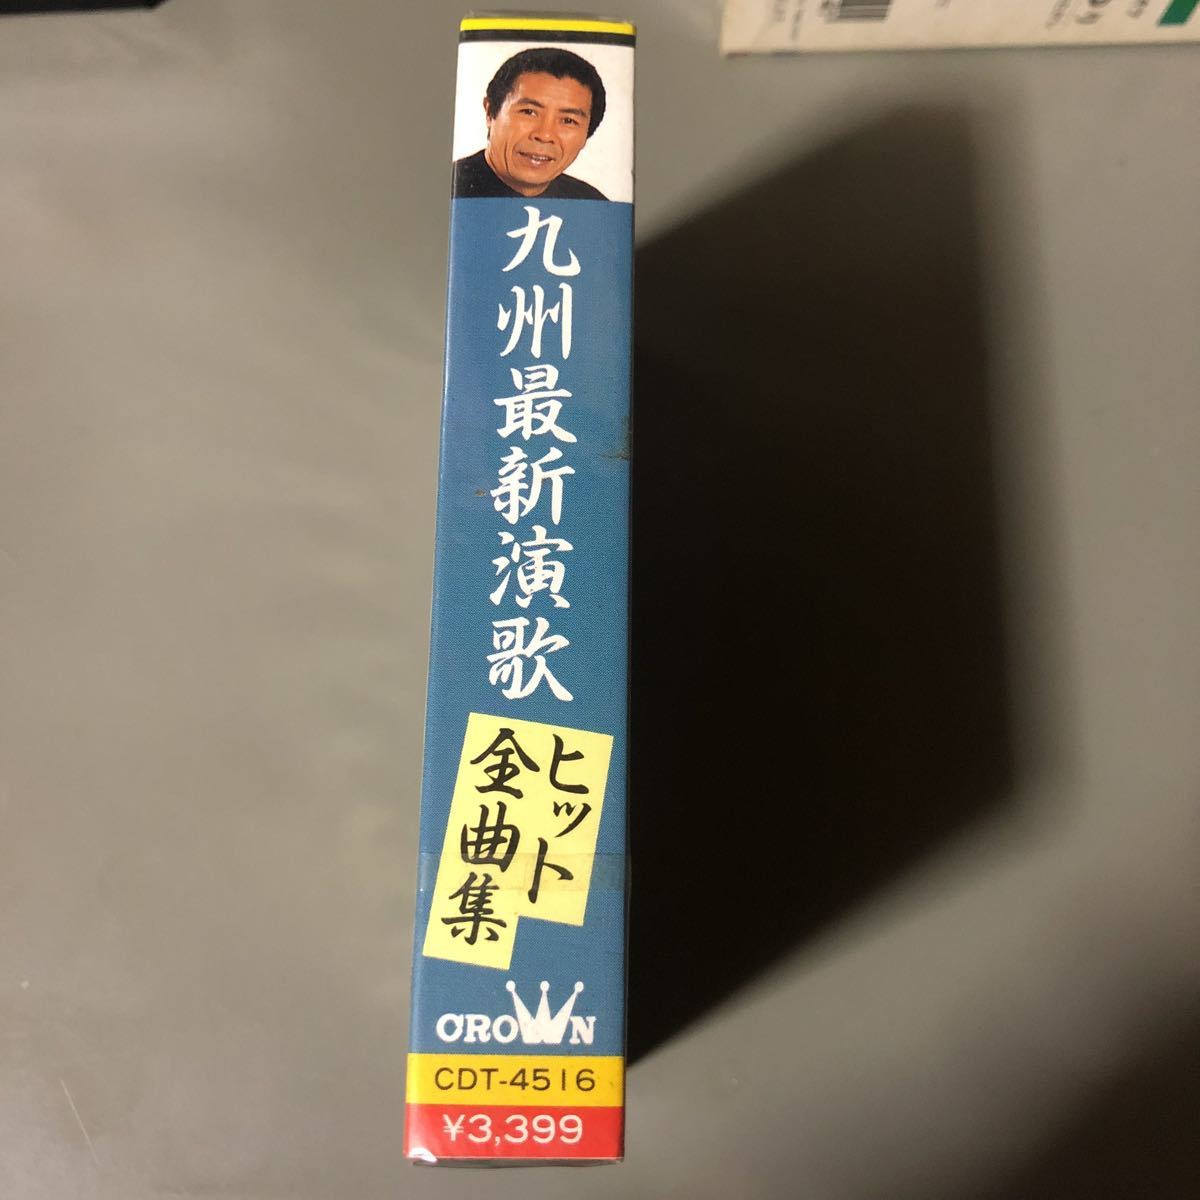 九州最新演歌
ヒット
全曲集
CROWN
CDT-4516
¥3,399